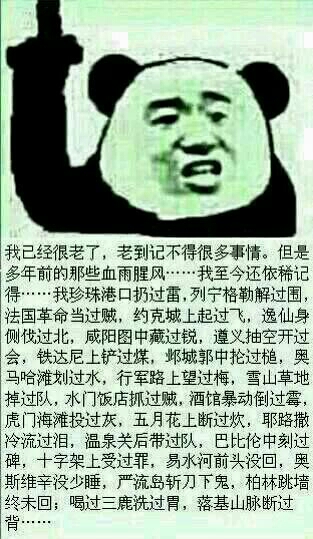 我已经很老了，老到记不得很多事情。但是
多年前的那些血雨腥风……我至今还依稀记
得……我珍珠港口扔过雷，列宁格勒解过围，
法国革命当过贼，约克城上起过飞，逸仙身
侧伐过北，咸阳图中藏过锐，遵义抽空开过
会，铁达尼上铲过煤，邺城郭中抡过槌，奥
马哈滩划过水，行军路上望过梅，雪山草地
掉过队，水门饭店抓过贼，酒馆暴动倒过霉，
虎门海滩投过灰，五月花上断过炊，耶路撒
冷流过泪，温泉关后带过队，巴比伦中刻过
碑，十字架上受过罪，易水河前头没回，奥
斯维辛没少睡，严流岛斩刀下鬼，柏林跳墙
终未回；喝过三鹿洗过胃，落基山脉断过
背……